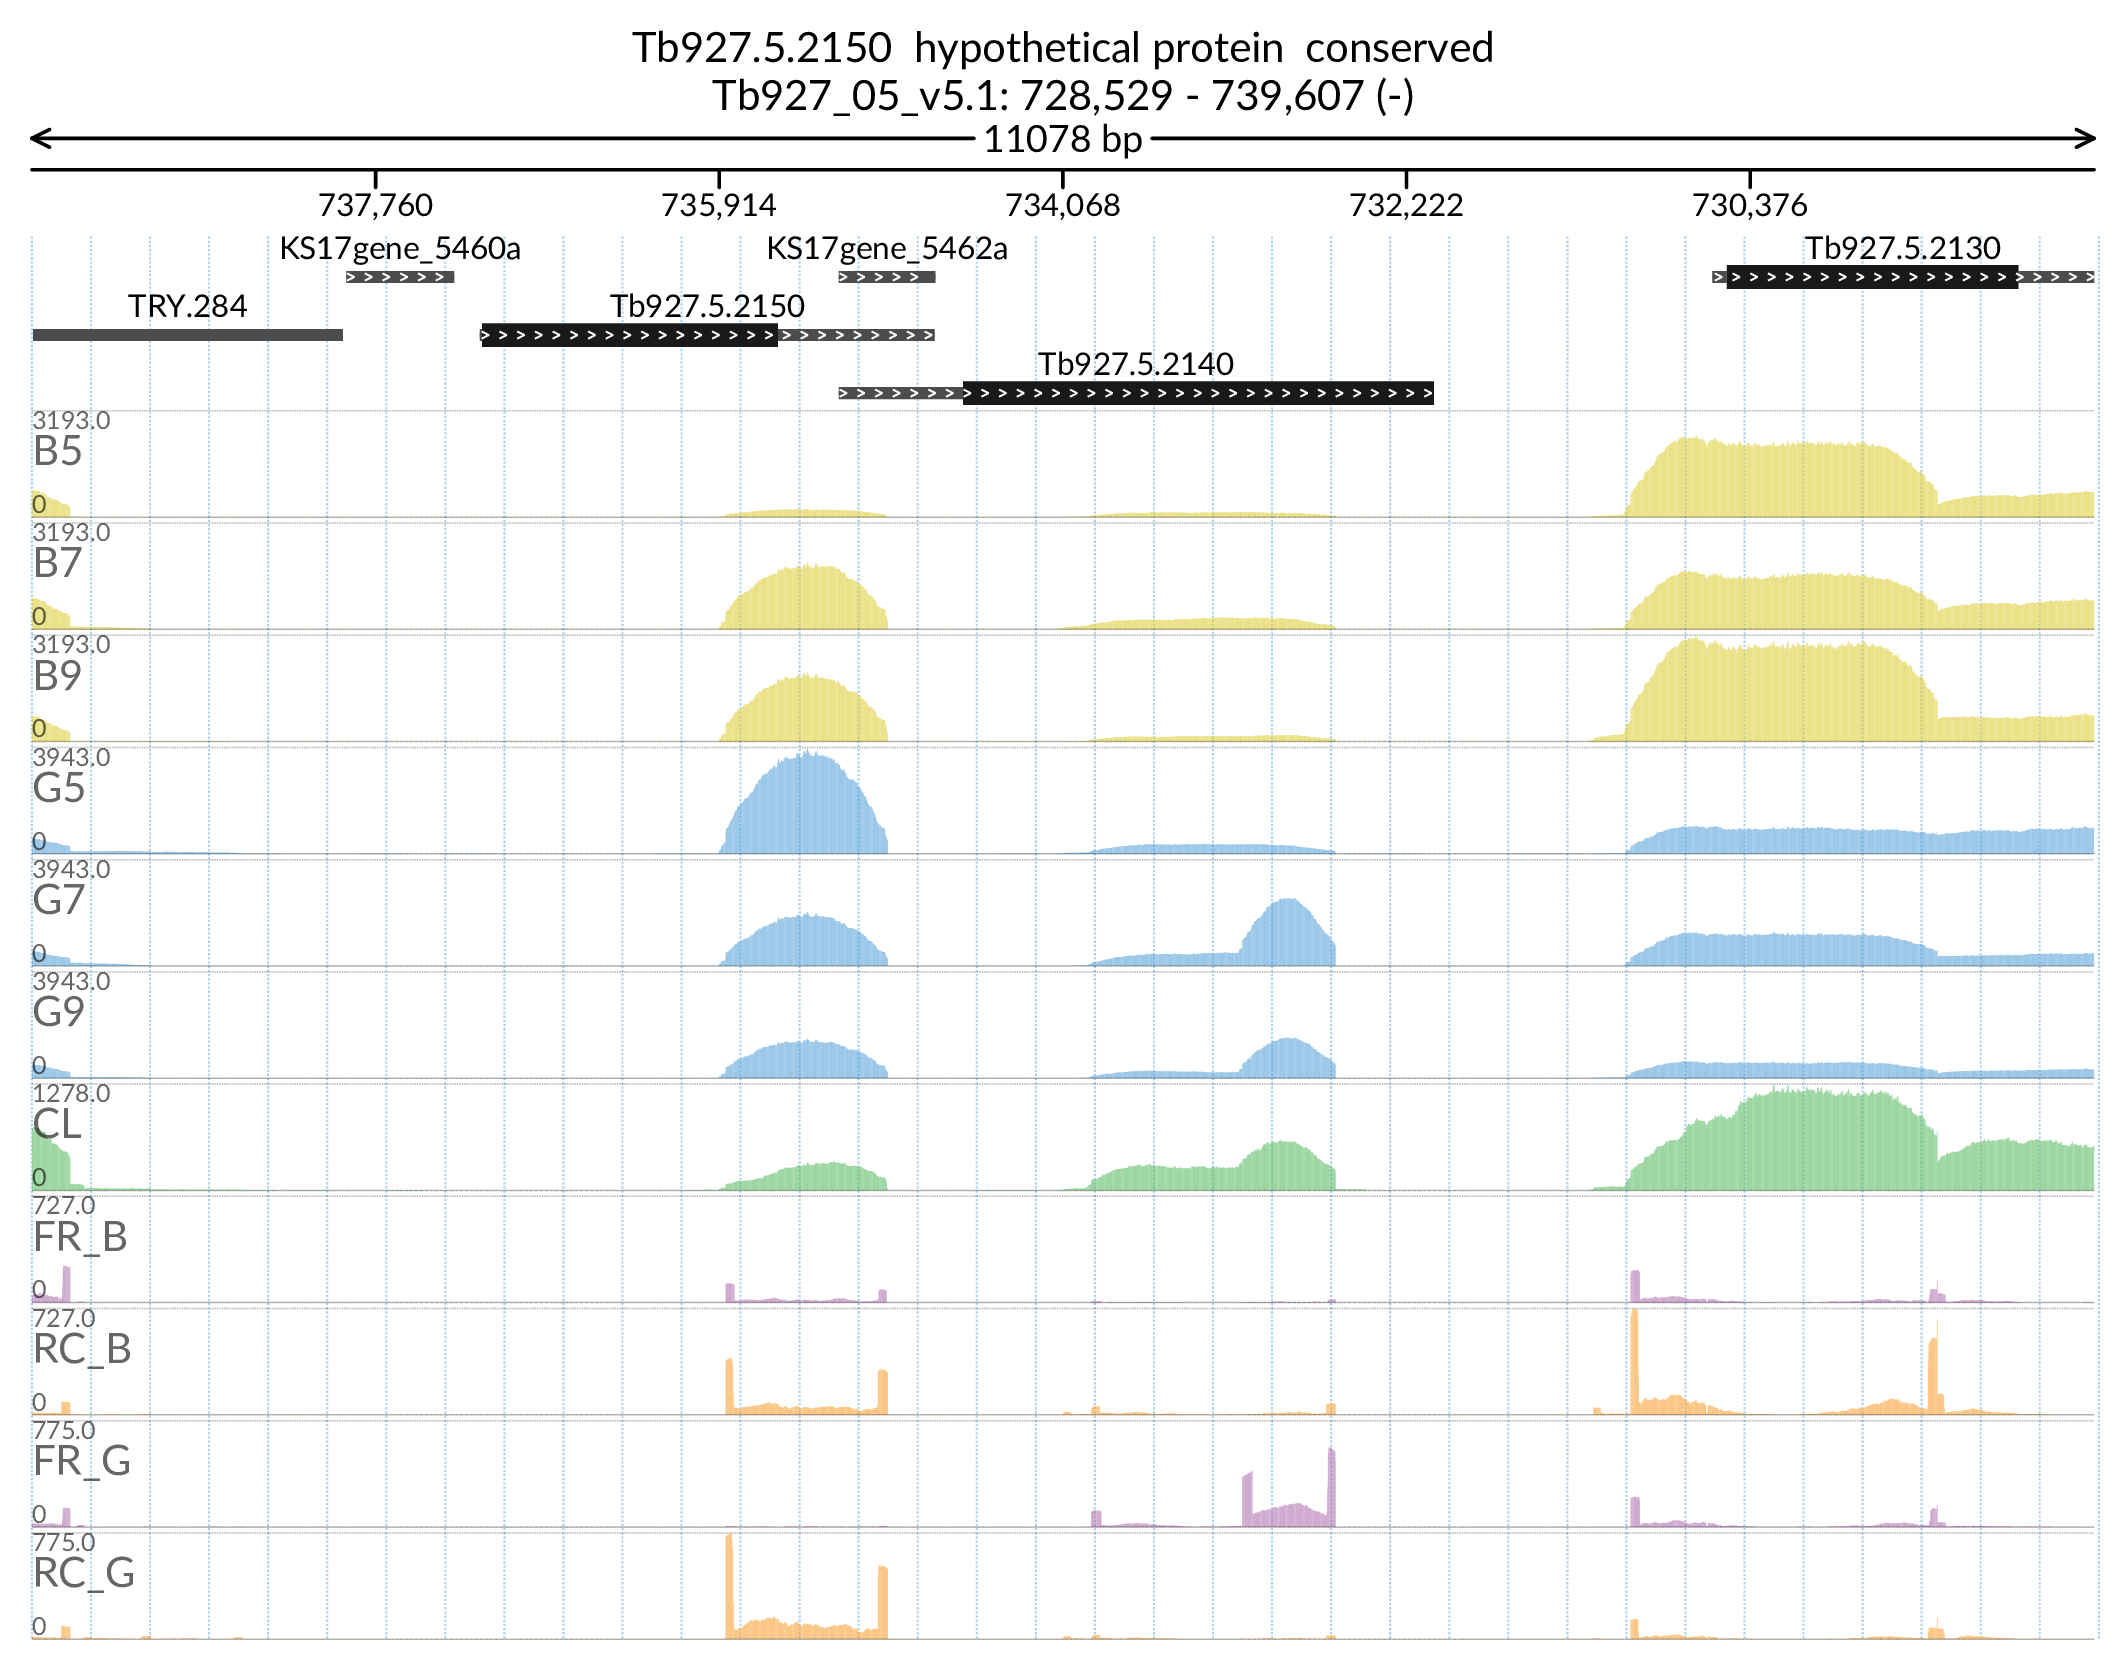 Tb927.5.2150  hypothetical protein  conserved
Tb927_05_v5.1: 728,529 - 739,607 (-)
11078 bp
737,760 735,914 734,068 732,222 730,376
KS17gene_5460a KS17gene_5462a Tb927.5.2130
TRY.284 Tb927.5.2150
Tb927.5.2140
3193.0
B5
0
3193.0
B7
0
3193.0
B9
0
3943.0
G5
0
3943.0
G7
0
3943.0
G9
0
1278.0
CL
0
727.0
FR_B
0
727.0
RC_B
0
775.0
FR_G
0
775.0
RC_G
0